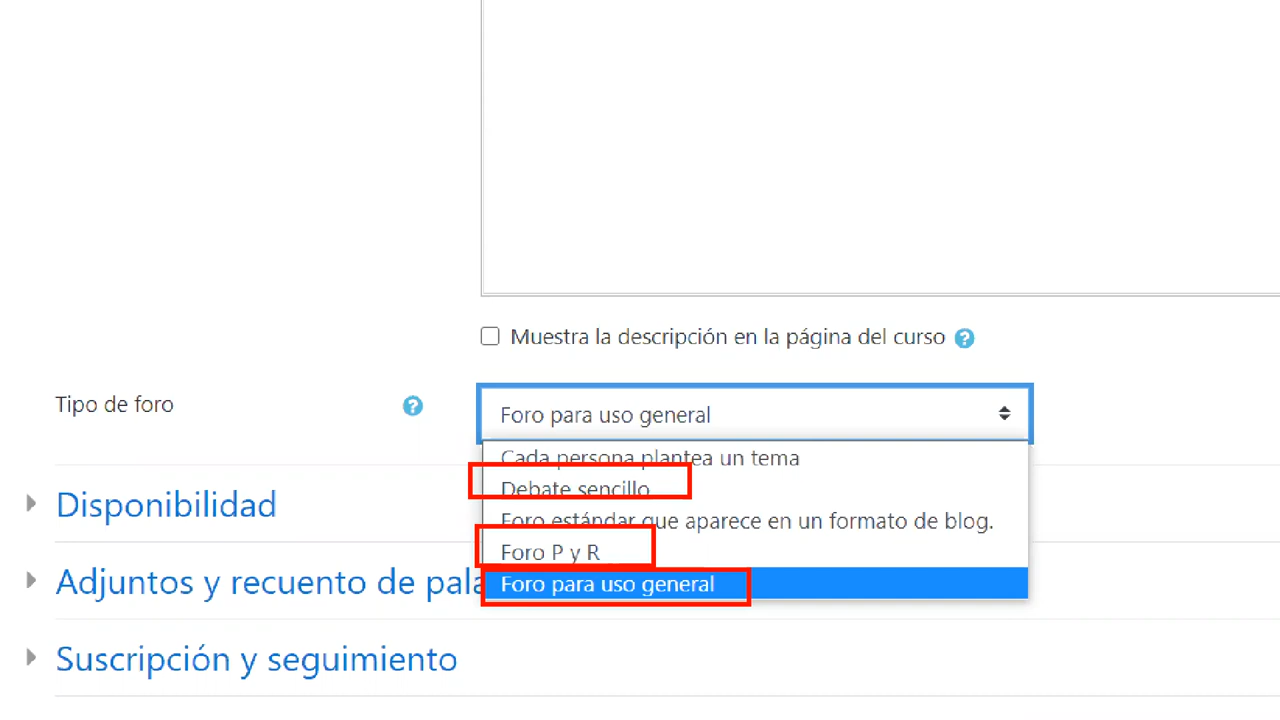 Muestra la descripción en la página del curso
Tipo de foro
Foro para uso general
Cada persona plantea un tema
Debate sencillo
Foro estándar que aparece en un formato de blog.
Foro P y R
Foro para uso general
Disponibilidad
Adjuntos y recuento de pala
Suscripción y seguimiento